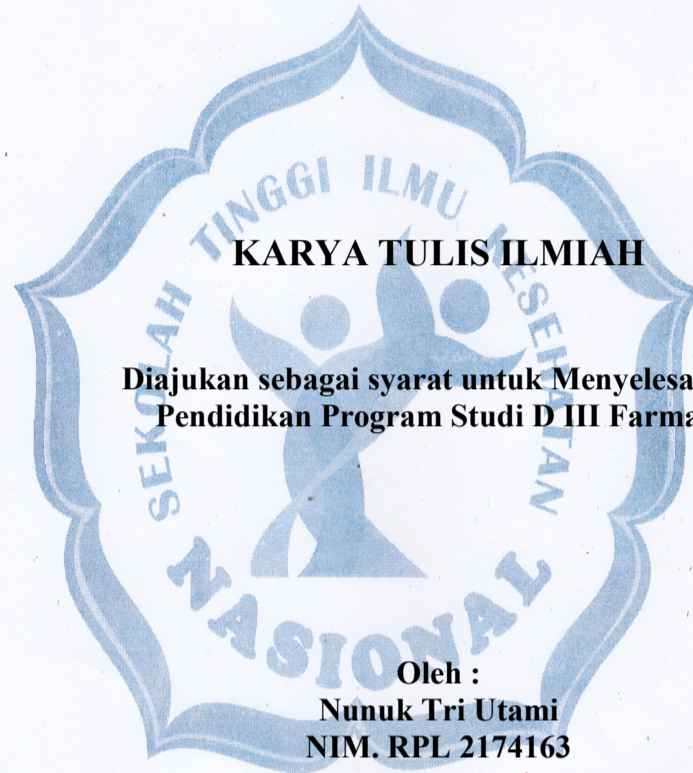 SEKOLAH TINGGI ILMU KESEHATAN
NASIONAL
KARYA TULIS ILMIAH
Diajukan sebagai syarat untuk Menyelesa
Pendidikan Program Studi D III Farma
Oleh :
Nunuk Tri Utami
NIM. RPL 2174163